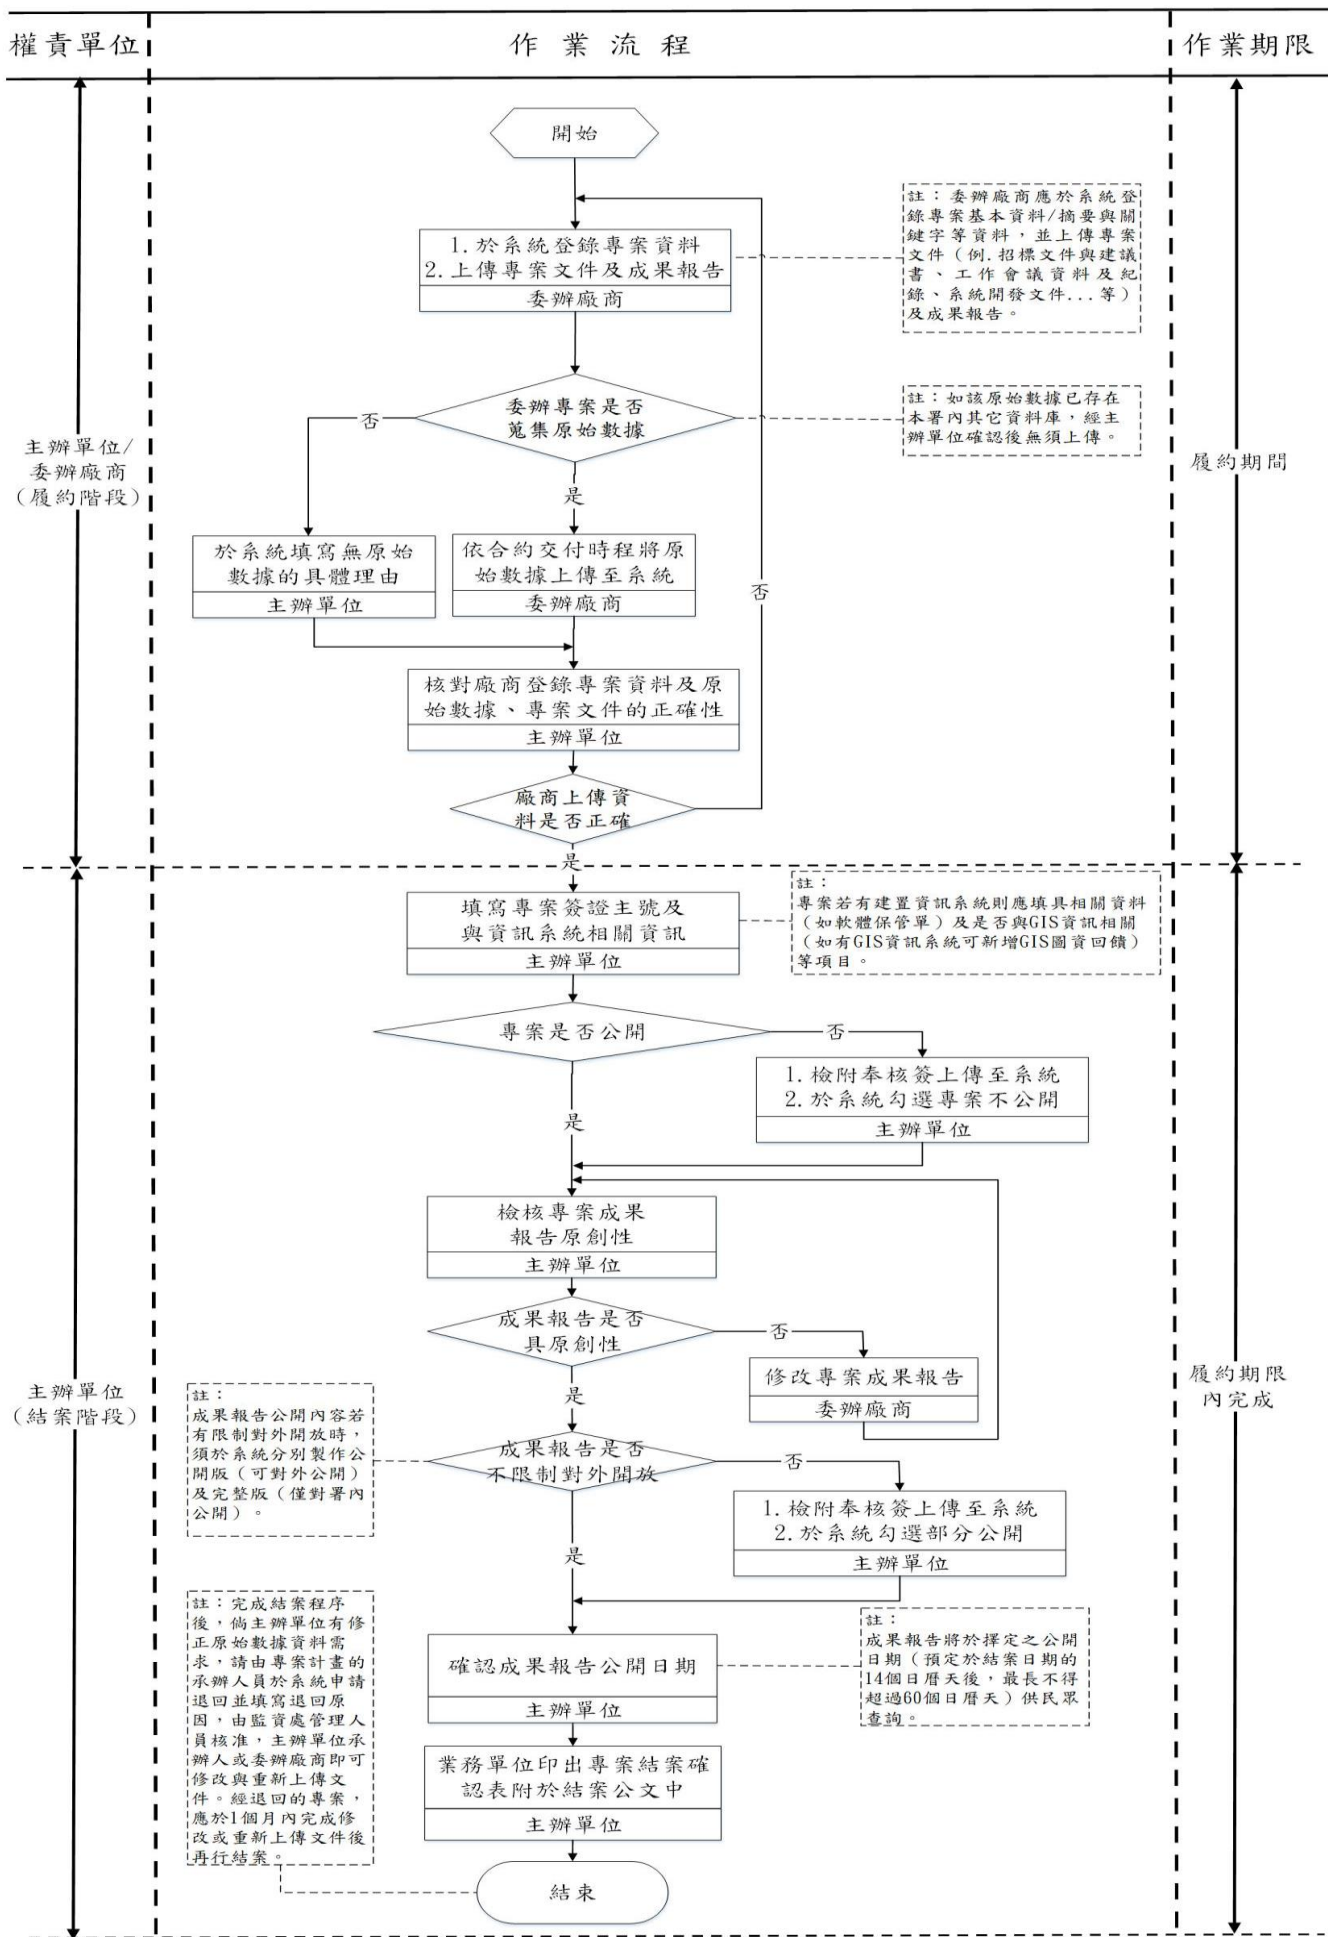 權責單位
作業流程
作業期限
開始
1. 於系統登錄專案資料
2. 上傳專案文件及成果報告
委辦廠商
註：委辦廠商應於系統登
錄專案基本資料/摘要與關
鍵字等資料，並上傳專案
文件（例.招標文件與建議
書、工作會議資料及紀
錄、系統開發文件...等）
及成果報告。
委辦專案是否
蒐集原始數據
否
是
註：如該原始數據已存在
本署內其它資料庫，經主
辦單位確認後無須上傳。
主辦單位/
委辦廠商
（履約階段）
履約期間
於系統填寫無原始
數據的具體理由
主辦單位
依合約交付時程將原
始數據上傳至系統
委辦廠商
否
核對廠商登錄專案資料及原
始數據、專案文件的正確性
主辦單位
廠商上傳資
料是否正確
是
填寫專案簽證主號及
與資訊系統相關資訊
主辦單位
註：
專案若有建置資訊系統則應填具相關資料
（如軟體保管單）及是否與GIS資訊相關
（如有GIS資訊系統可新增GIS圖資回饋）
等項目。
專案是否公開
否
1. 檢附奉核簽上傳至系統
2. 於系統勾選專案不公開
主辦單位
是
檢核專案成果
報告原創性
主辦單位
成果報告是否
具原創性
否
修改專案成果報告
委辦廠商
是
主辦單位
（結案階段）
履約期限
內完成
註：
成果報告公開內容若
有限制對外開放時，
須於系統分別製作公
開版（可對外公開）
及完整版（僅對署內
公開）。
成果報告是否
不限制對外開放
否
1. 檢附奉核簽上傳至系統
2. 於系統勾選部分公開
主辦單位
是
註：完成結案程序
後，倘主辦單位有修
正原始數據資料需
求，請由專案計畫的
承辦人員於系統申請
退回並填寫退回原
因，由監資處管理人
員核准，主辦單位承
辦人或委辦廠商即可
修改與重新上傳文
件。經退回的專案，
應於1個月內完成修
改或重新上傳文件後
再行結案。
確認成果報告公開日期
主辦單位
註：
成果報告將於擇定之公開
日期（預定於結案日期的
14個日曆天後，最長不得
超過60個日曆天）供民眾
查詢。
業務單位印出專案結案確
認表附於結案公文中
主辦單位
結束